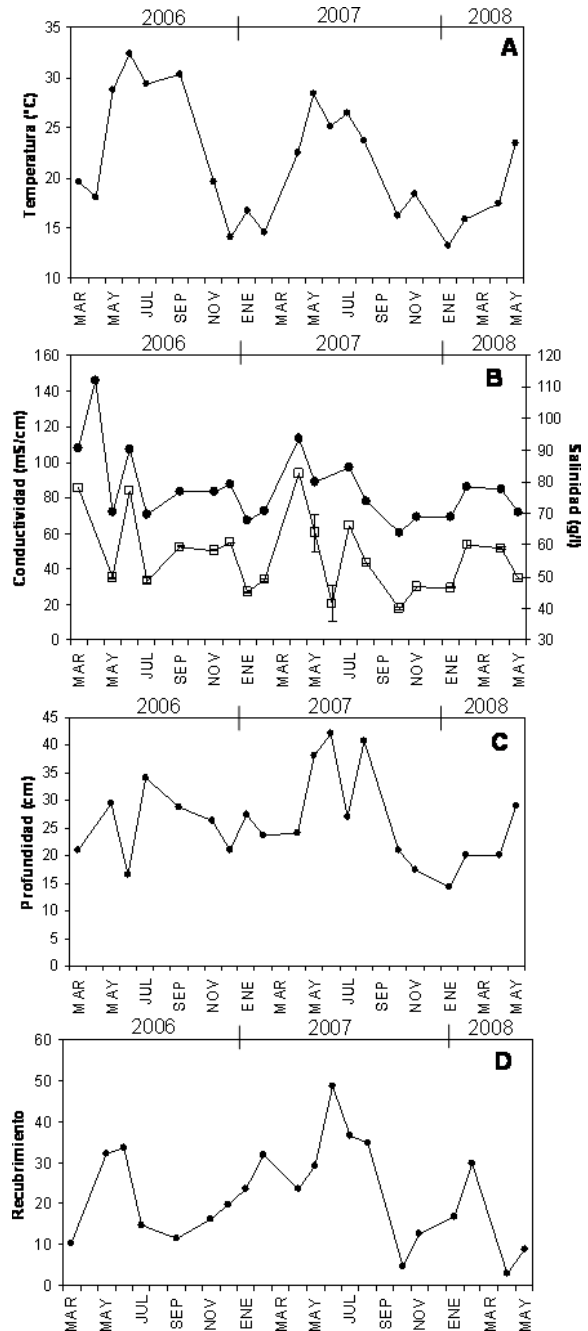 2006 2007 2008
A
35
30
25
20
15
10
Temperatura (°C)
MAR MAY JUL SEP NOV ENE MAR MAY JUL SEP NOV ENE MAR MAY
2006 2007 2008
B
160
140
120
100
80
60
40
20
0
Conductividad (mS/cm)
120
110
100
90
80
70
60
50
40
30
Salinidad (g/l)
MAR MAY JUL SEP NOV ENE MAR MAY JUL SEP NOV ENE MAR MAY
2006 2007 2008
C
45
40
35
30
25
20
15
10
5
0
Profundidad (cm)
MAR MAY JUL SEP NOV ENE MAR MAY JUL SEP NOV ENE MAR MAY
2006 2007 2008
D
60
50
40
30
20
10
0
Recubrimiento
MAR MAY JUL SEP NOV ENE MAR MAY JUL SEP NOV ENE MAR MAY